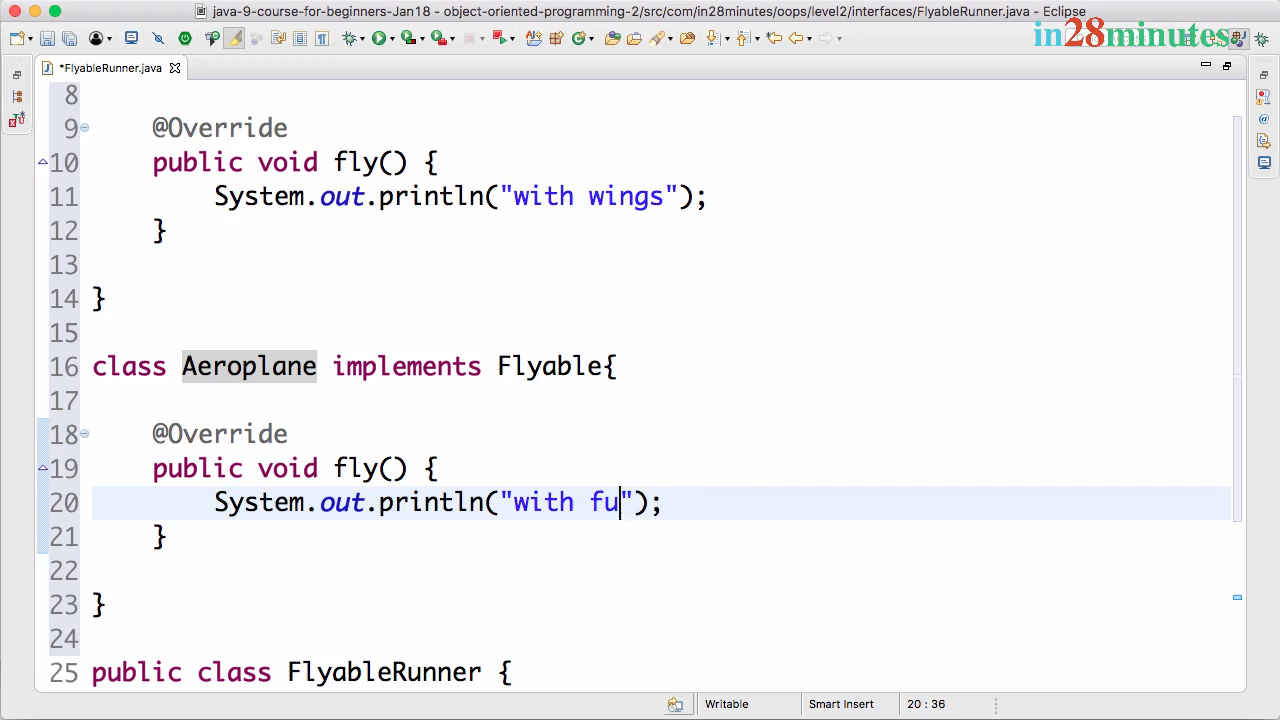 java-9-course-for-beginners-Jan18 - object-oriented-programming-2/src/com/in28minutes/oops/level2/interfaces/FlyableRunner.java - Eclipse
in28minutes
*FlyableRunner.java
8
9 @Override
10 public void fly() {
11 System.out.println("with wings");
12 }
13
14 }
15
16 class Aeroplane implements Flyable{
17
18 @Override
19 public void fly() {
20 System.out.println("with fu");
21 }
22
23 }
24
25 public class FlyableRunner {
Writable Smart Insert 20 : 36